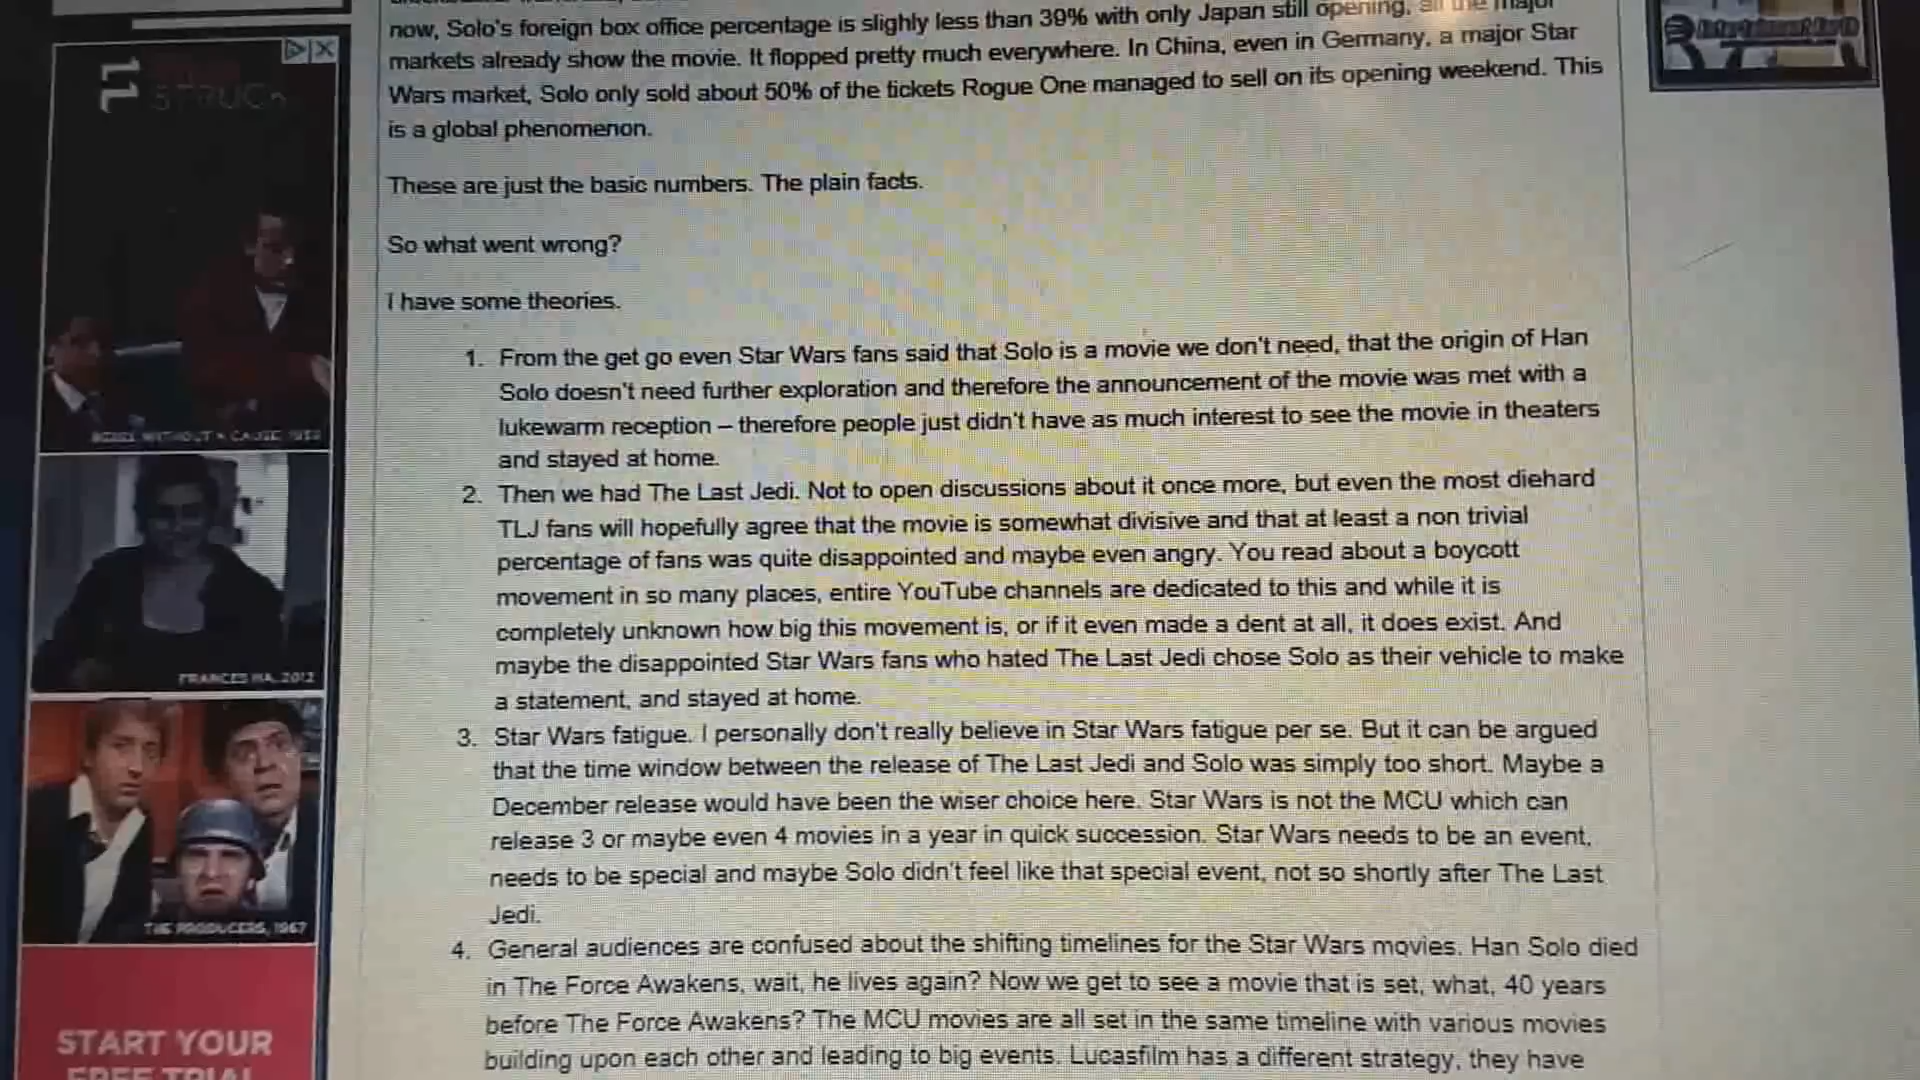 now, Solo's foreign box office percentage is slighly less than 39% with only Japan still opening, all the major
markets already show the movie. It flopped pretty much everywhere. In China, even in Germany, a major Star
Wars market, Solo only sold about 50% of the tickets Rogue One managed to sell on its opening weekend. This
is a global phenomenon.
These are just the basic numbers. The plain facts.
So what went wrong?
I have some theories.
1. From the get go even Star Wars fans said that Solo is a movie we don't need, that the origin of Han
Solo doesn't need further exploration and therefore the announcement of the movie was met with a
lukewarm reception – therefore people just didn't have as much interest to see the movie in theaters
and stayed at home.
2. Then we had The Last Jedi. Not to open discussions about it once more, but even the most diehard
TLJ fans will hopefully agree that the movie is somewhat divisive and that at least a non trivial
percentage of fans was quite disappointed and maybe even angry. You read about a boycott
movement in so many places, entire YouTube channels are dedicated to this and while it is
completely unknown how big this movement is, or if it even made a dent at all, it does exist. And
maybe the disappointed Star Wars fans who hated The Last Jedi chose Solo as their vehicle to make
a statement, and stayed at home.
3. Star Wars fatigue. I personally don't really believe in Star Wars fatigue per se. But it can be argued
that the time window between the release of The Last Jedi and Solo was simply too short. Maybe a
December release would have been the wiser choice here. Star Wars is not the MCU which can
release 3 or maybe even 4 movies in a year in quick succession. Star Wars needs to be an event,
needs to be special and maybe Solo didn't feel like that special event, not so shortly after The Last
Jedi.
4. General audiences are confused about the shifting timelines for the Star Wars movies. Han Solo died
in The Force Awakens, wait, he lives again? Now we get to see a movie that is set, what, 40 years
before The Force Awakens? The MCU movies are all set in the same timeline with various movies
building upon each other and leading to big events. Lucasfilm has a different strategy, they have
WITHOUT A CAUSE,
FRANCES HA, 2012
THE PRODUCERS, 1967
START YOUR
FREE TRIAL